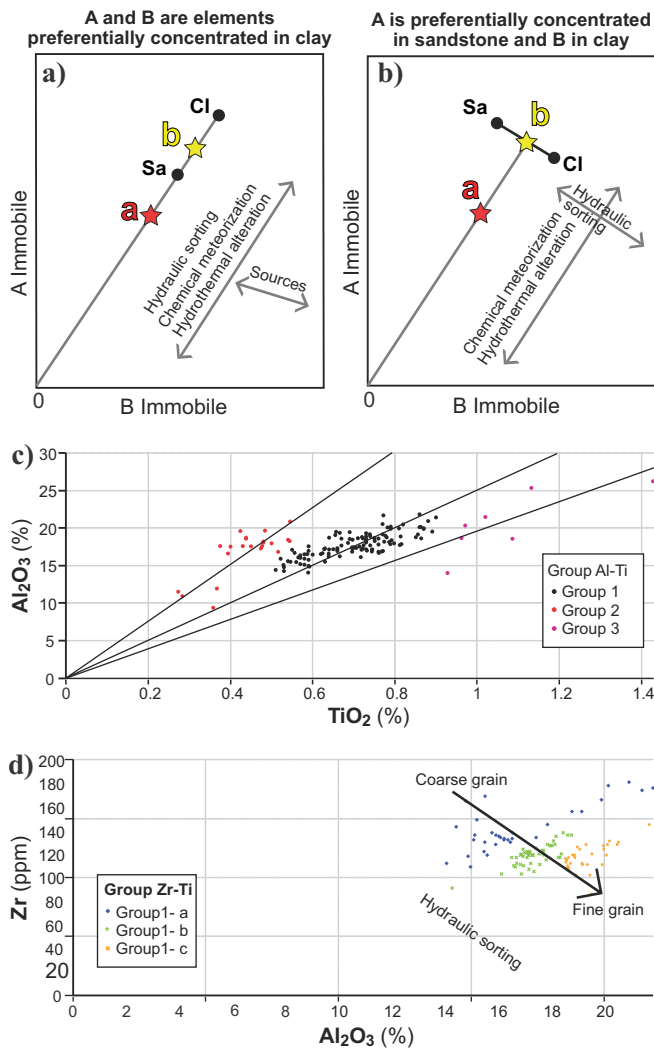 A and B are elements
preferentially concentrated in clay
A is preferentially concentrated
in sandstone and B in clay
a)
Cl
b
Sa
a
Hydraulic sorting
Chemical meteorization
Hydrothermal alteration
Sources
A Immobile
0
B Immobile
b)
Sa
b
Cl
a
Hydraulic
sorting
Chemical meteorization
Hydrothermal alteration
A Immobile
0
B Immobile
c)
30
25
20
15
10
5
0
Al2O3 (%)
0 0.2 0.4 0.6 0.8 1 1.2 1.4
TiO2 (%)
Group Al-Ti
Group 1
Group 2
Group 3
d)
200
180
160
140
120
100
80
60
40
20
0
Zr (ppm)
Coarse grain
Fine grain
Hydraulic sorting
Group Zr-Ti
Group1- a
Group1- b
Group1- c
0 2 4 6 8 10 12 14 16 18 20
Al2O3 (%)